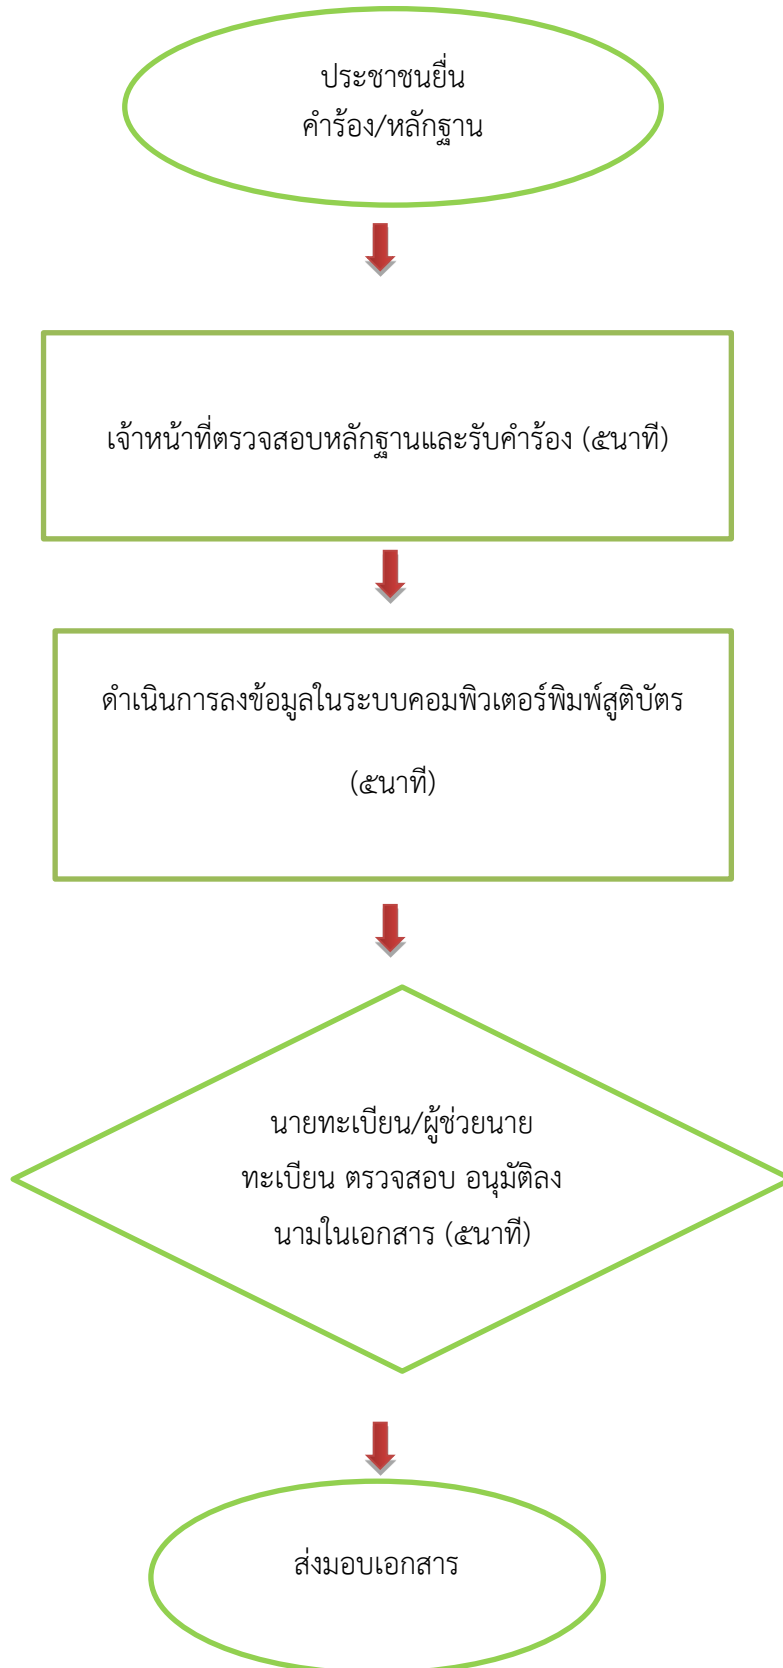 ประชาชนยื่น
คำร้อง/หลักฐาน
เจ้าหน้าที่ตรวจสอบหลักฐานและรับคำร้อง (๕นาที)
ดำเนินการลงข้อมูลในระบบคอมพิวเตอร์พิมพ์สูติบัตร
(๕นาที)
นายทะเบียน/ผู้ช่วยนาย
ทะเบียน ตรวจสอบ อนุมัติลง
นามในเอกสาร (๕นาที)
ส่งมอบเอกสาร